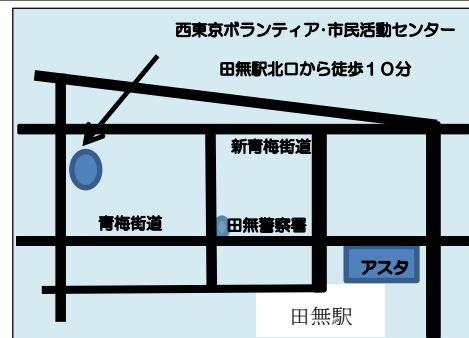 西東京ボランティア･市民活動センター
田無駅北口から徒歩１０分
新青梅街道
青梅街道
田無警察署
アスタ
田無駅